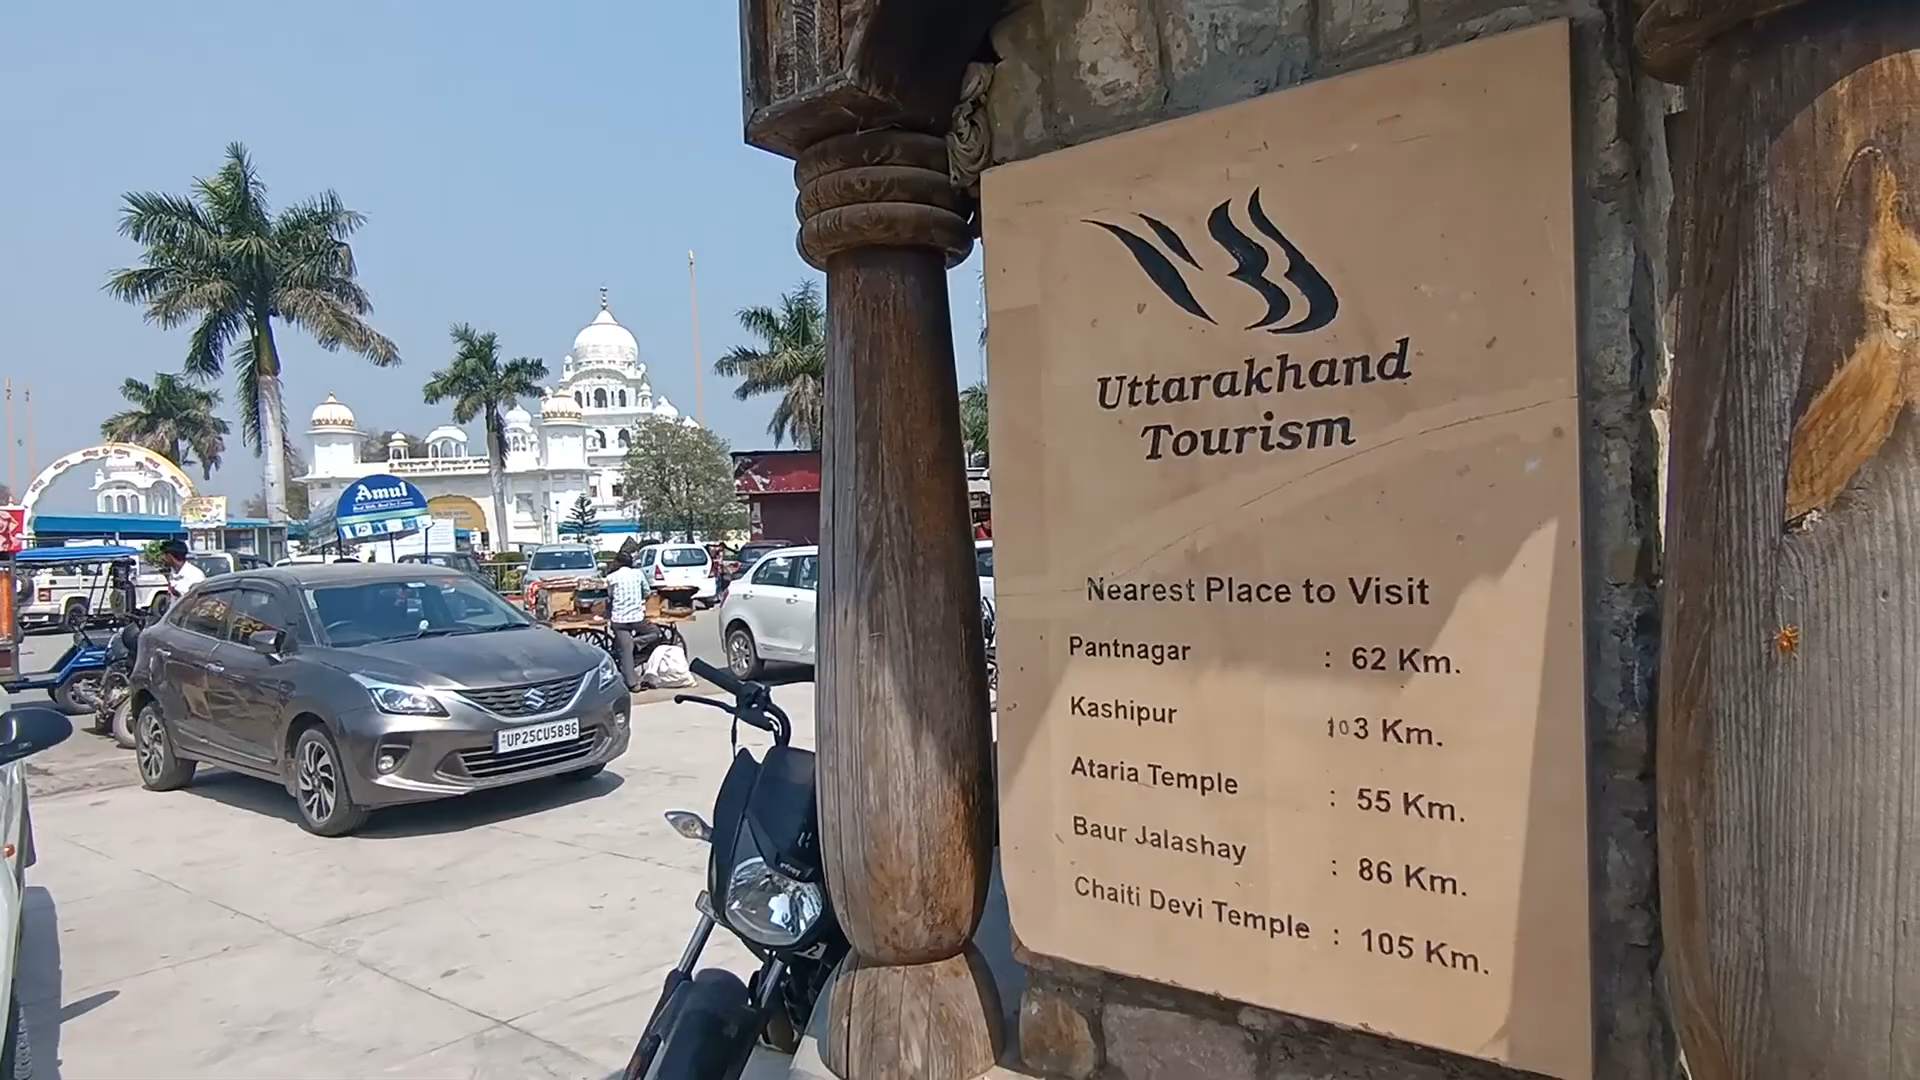 Amul
UP25CU5896
Uttarakhand
Tourism
Nearest Place to Visit
Pantnagar : 62 Km.
Kashipur 103 Km.
Ataria Temple : 55 Km.
Baur Jalashay : 86 Km.
Chaiti Devi Temple : 105 Km.